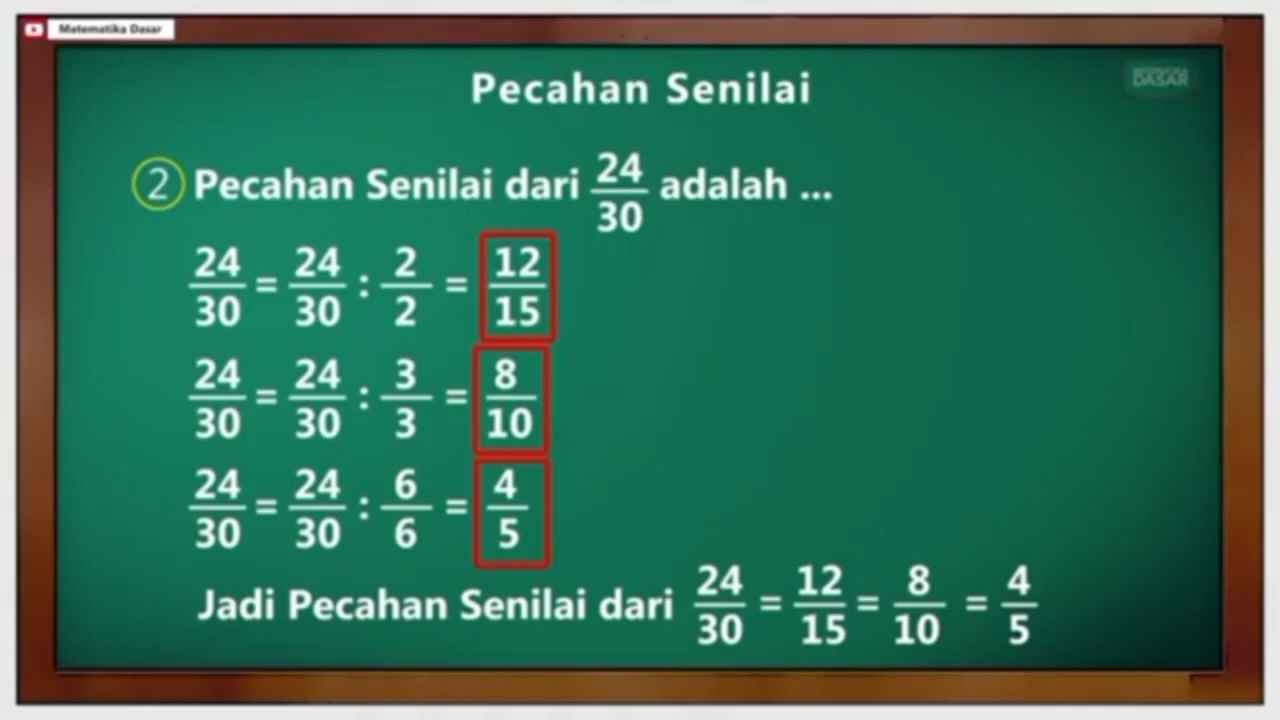 Matematika Dasar
DASAR
Pecahan Senilai
2 Pecahan Senilai dari 24/30 adalah ...
24/30 = 24/30 : 2/2 = 12/15
24/30 = 24/30 : 3/3 = 8/10
24/30 = 24/30 : 6/6 = 4/5
Jadi Pecahan Senilai dari 24/30 = 12/15 = 8/10 = 4/5